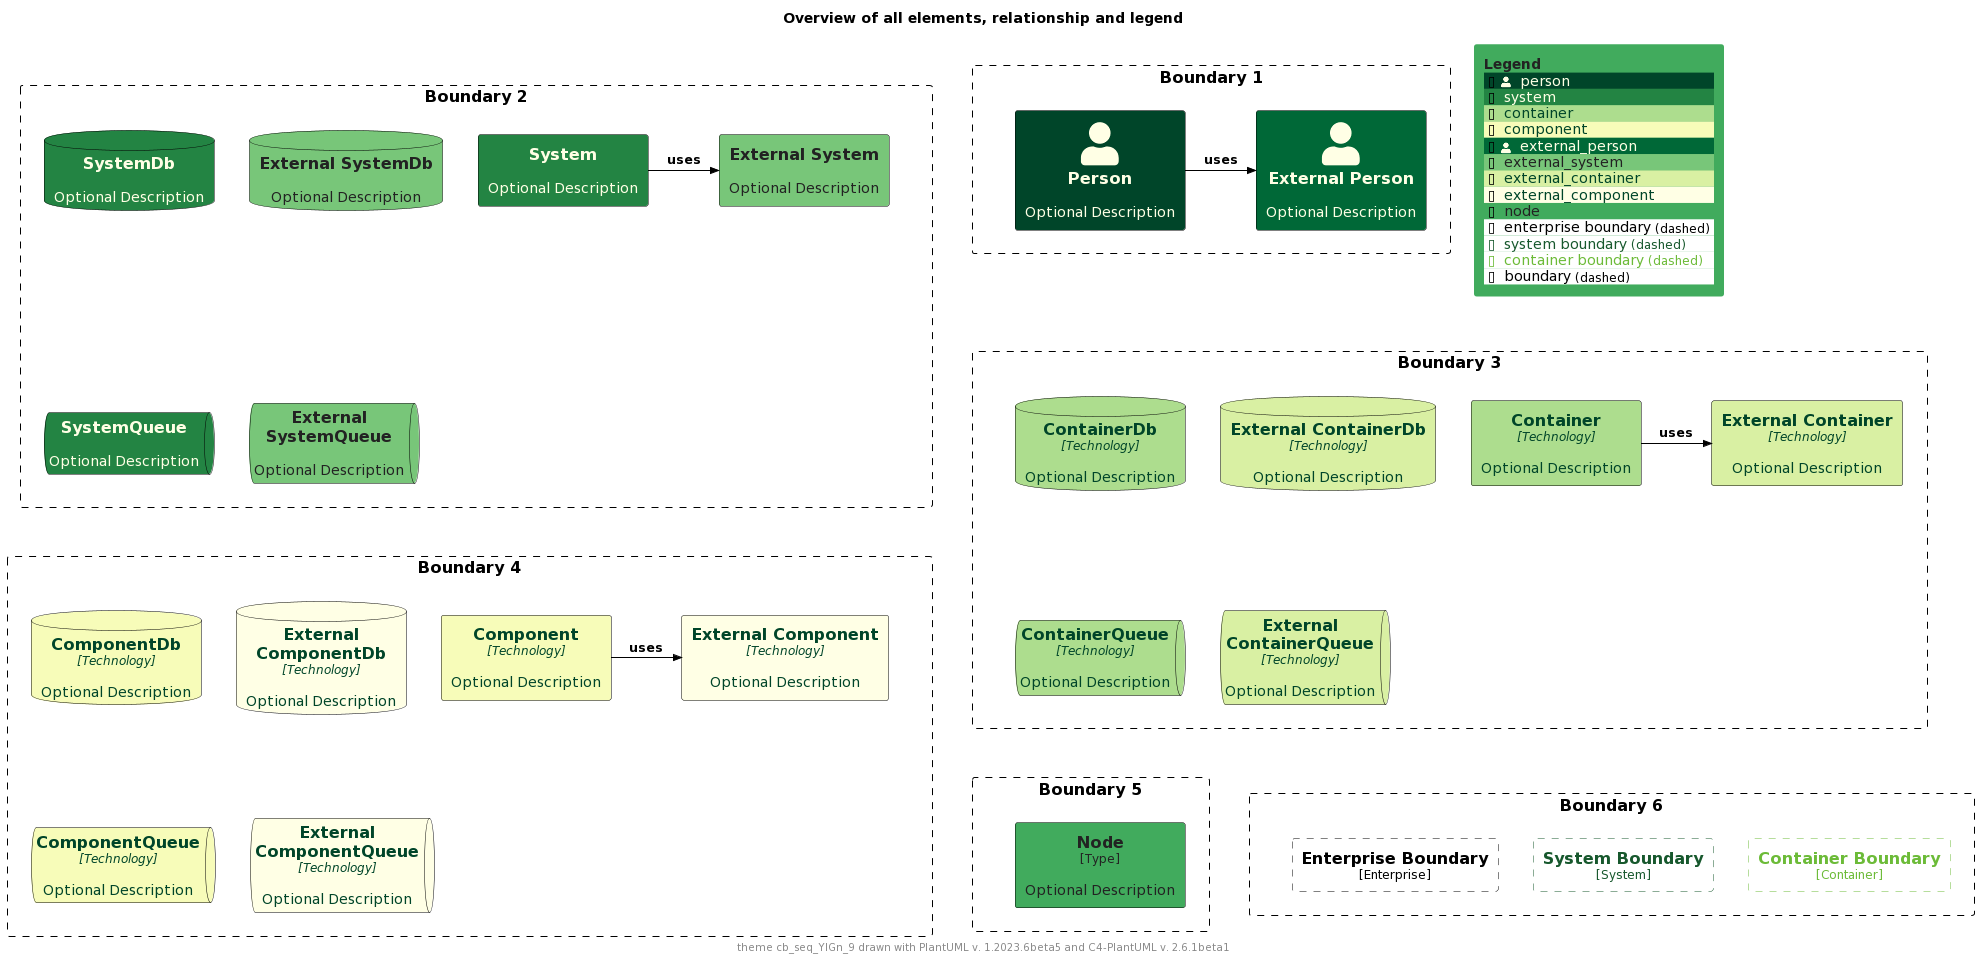 Overview of all elements, relationship and legend
Boundary 2
SystemDb
Optional Description
External SystemDb
Optional Description
System
Optional Description
uses
External System
Optional Description
SystemQueue
Optional Description
External
SystemQueue
Optional Description
Boundary 1
Person
Optional Description
uses
External Person
Optional Description
Legend
person
system
container
component
external_person
external_system
external_container
external_component
node
enterprise boundary (dashed)
system boundary (dashed)
container boundary (dashed)
boundary (dashed)
Boundary 3
ContainerDb
[Technology]
Optional Description
External ContainerDb
[Technology]
Optional Description
Container
[Technology]
Optional Description
uses
External Container
[Technology]
Optional Description
ContainerQueue
[Technology]
Optional Description
External
ContainerQueue
[Technology]
Optional Description
Boundary 4
ComponentDb
[Technology]
Optional Description
External
ComponentDb
[Technology]
Optional Description
Component
[Technology]
Optional Description
uses
External Component
[Technology]
Optional Description
ComponentQueue
[Technology]
Optional Description
External
ComponentQueue
[Technology]
Optional Description
Boundary 5
Node
[Type]
Optional Description
Boundary 6
Enterprise Boundary
[Enterprise]
System Boundary
[System]
Container Boundary
[Container]
theme cb_seq_YlGn_9 drawn with PlantUML v. 1.2023.6beta5 and C4-PlantUML v. 2.6.1beta1